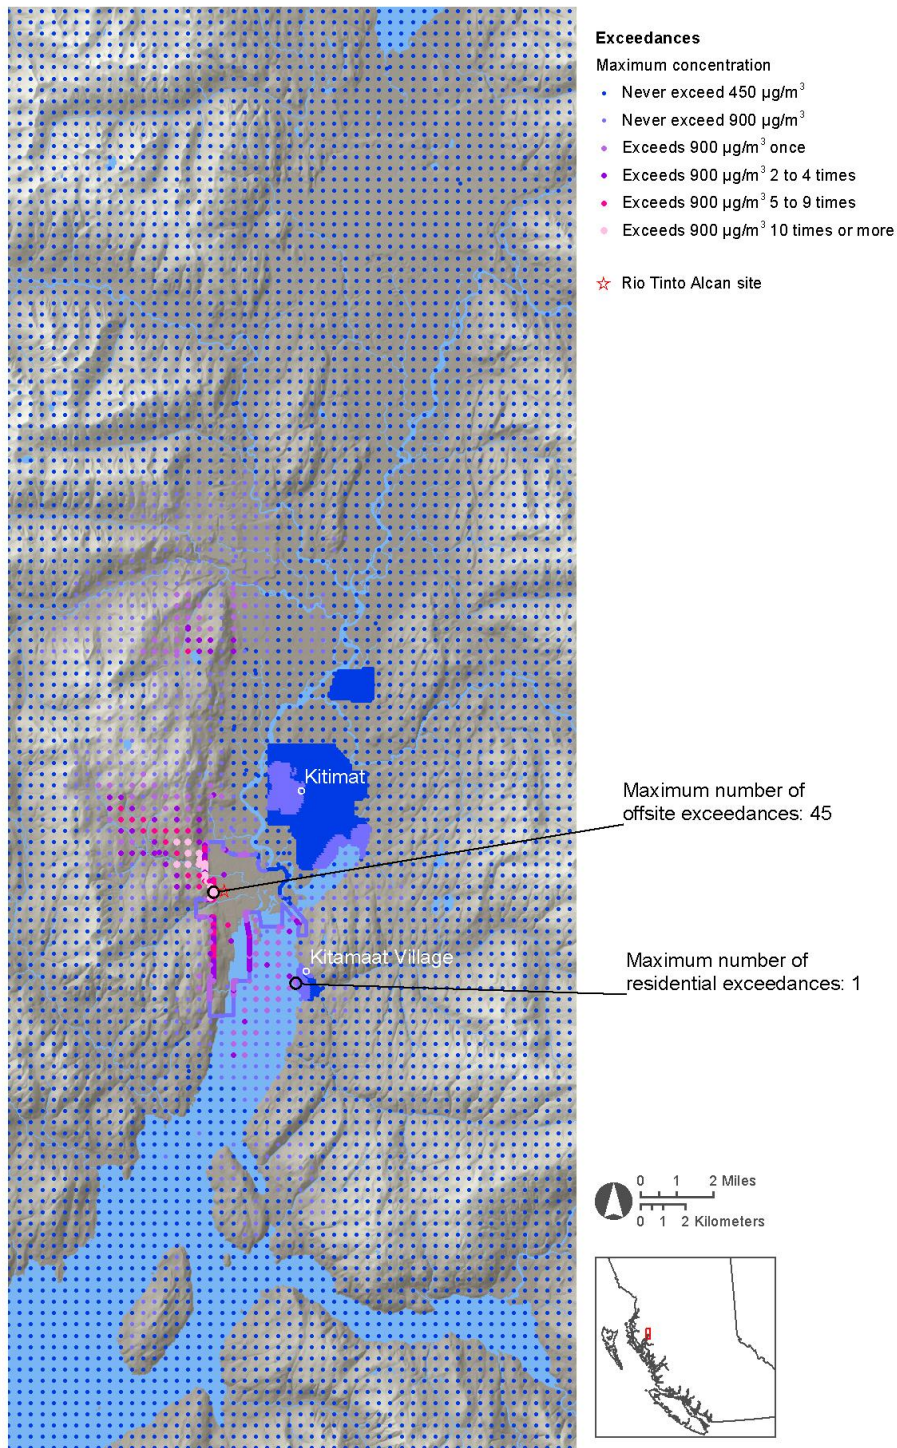 Exceedances
Maximum concentration
Never exceed 450 µg/m³
Never exceed 900 µg/m³
Exceeds 900 µg/m³ once
Exceeds 900 µg/m³ 2 to 4 times
Exceeds 900 µg/m³ 5 to 9 times
Exceeds 900 µg/m³ 10 times or more
Rio Tinto Alcan site
Kitimat
Maximum number of
offsite exceedances: 45
Kitamaat Village
Maximum number of
residential exceedances: 1
0 1 2 Miles
0 1 2 Kilometers